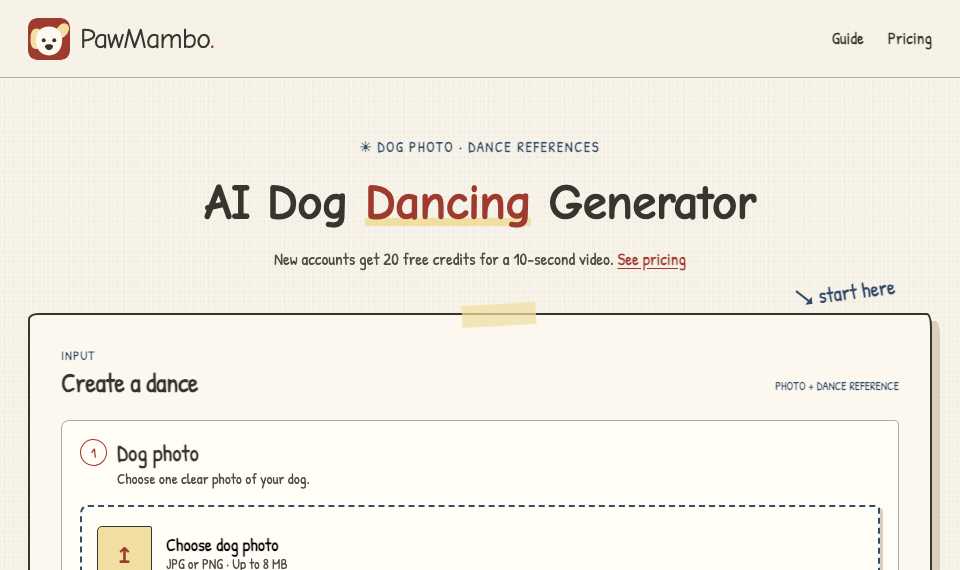 PawMambo.
Guide Pricing
☀ DOG PHOTO · DANCE REFERENCES
AI Dog Dancing Generator
New accounts get 20 free credits for a 10-second video. See pricing
↘ start here
INPUT
Create a dance
PHOTO + DANCE REFERENCE
1 Dog photo
Choose one clear photo of your dog.
↥ Choose dog photo
JPG or PNG · Up to 8 MB